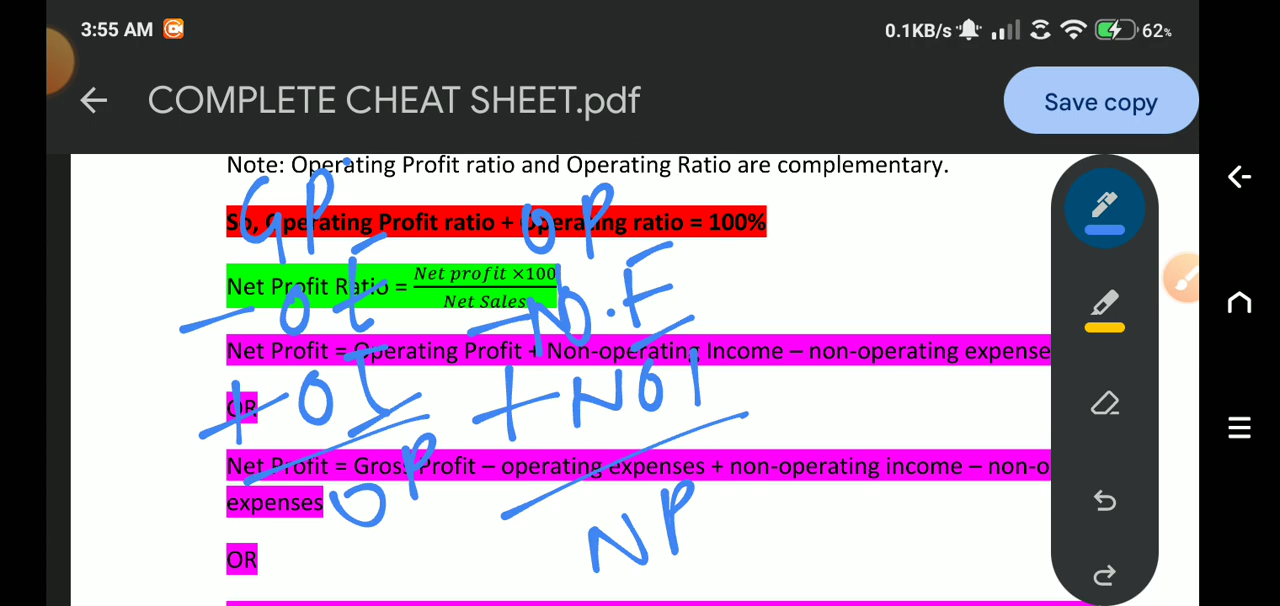 3:55 AM 0.1KB/s 62%
COMPLETE CHEAT SHEET.pdf Save copy
Note: Operating Profit ratio and Operating Ratio are complementary.
So, Operating Profit ratio + Operating ratio = 100%
Net Profit Ratio = Net profit ×100 / Net Sales
Net Profit = Operating Profit + Non-operating Income – non-operating expense
OR
Net Profit = Gross Profit – operating expenses + non-operating income – non-o
expenses
OR
GP
- OE
+ OI
OP
OP
- NO.E
+ NOI
NP